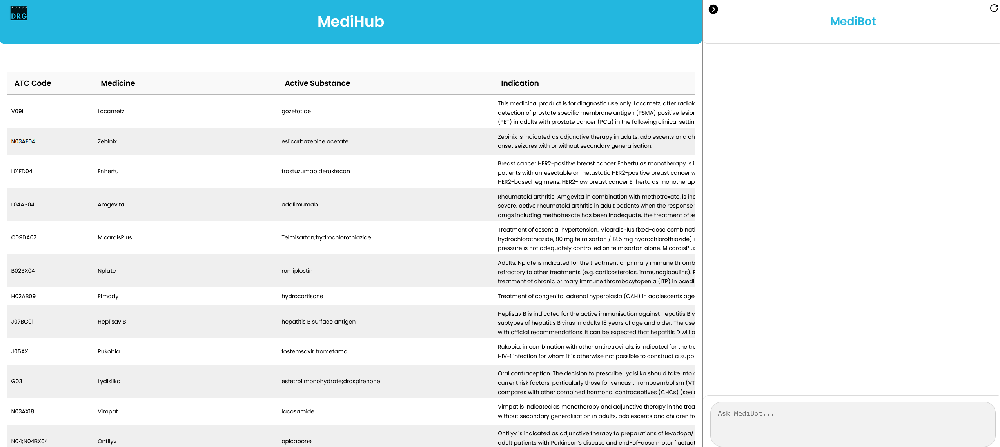 swiss
DRG
MediHub
MediBot
ATC Code Medicine Active Substance Indication
V09I Locametz gozetotide This medicinal product is for diagnostic use only. Locametz, after
detection of prostate specific membrane antigen (PSMA) positive
(PET) in adults with prostate cancer (PCa) in the following clinical
N03AF04 Zebinix eslicarbazepine acetate Zebinix is indicated as adjunctive therapy in adults, adolescents and ch
onset seizures with or without secondary generalisation.
L01FD04 Enhertu trastuzumab deruxtecan Breast cancer HER2-positive breast cancer Enhertu as monotherapy is i
patients with unresectable or metastatic HER2-positive breast cancer w
HER2-based regimens. HER2-low breast cancer Enhertu as monotherap
L04AB04 Amgevita adalimumab Rheumatoid arthritis Amgevita in combination with methotrexate, is
severe, active rheumatoid arthritis in adult patients when the response
drugs including methotrexate has been inadequate. the treatment of
C09DA07 MicardisPlus Telmisartan;hydrochlorothiazide Treatment of essential hypertension. MicardisPlus fixed-dose combinati
hydrochlorothiazide, 80 mg telmisartan / 12.5 mg hydrochlorothiazide) i
pressure is not adequately controlled on telmisartan alone. MicardisPlus
B02BX04 Nplate romiplostim Adults: Nplate is indicated for the treatment of primary immune thromb
refractory to other treatments (e.g. corticosteroids, immunoglobulins).
treatment of chronic primary immune thrombocytopenia (ITP) in paedi
H02AB09 Efmody hydrocortisone Treatment of congenital adrenal hyperplasia (CAH) in adolescents age
J07BC01 Heplisav B hepatitis B surface antigen Heplisav B is indicated for the active immunisation against hepatitis B v
subtypes of hepatitis B virus in adults 18 years of age and older. The use
with official recommendations. It can be expected that hepatitis D will
J05AX Rukobia fostemsavir trometamol Rukobia, in combination with other antiretrovirals, is indicated for the tre
HIV-1 infection for whom it is otherwise not possible to construct a supp
G03 Lydisilka estetrol monohydrate;drospirenone Oral contraception. The decision to prescribe Lydisilka should take into
current risk factors, particularly those for venous thromboembolism (VT
compares with other combined hormonal contraceptives (CHCs) (see
N03AX18 Vimpat lacosamide Vimpat is indicated as monotherapy and adjunctive therapy in the trea
without secondary generalisation in adults, adolescents and children
N04;N04BX04 Ontilyv opicapone Ontilyv is indicated as adjunctive therapy to preparations of levodopa/
adult patients with Parkinson's disease and end-of-dose motor
Ask MediBot...